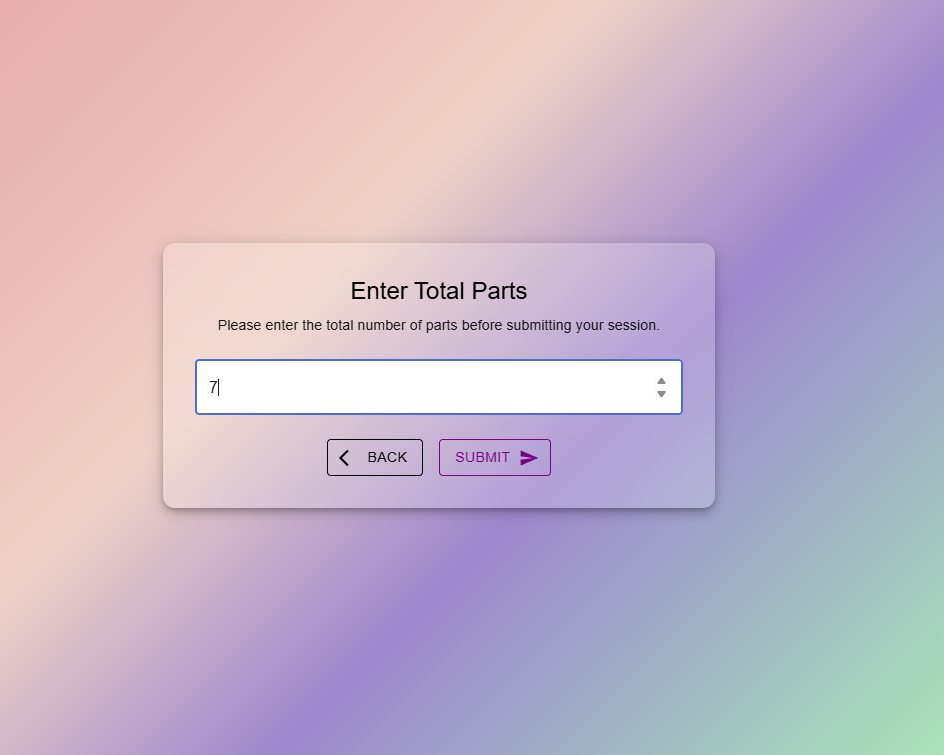 Enter Total Parts
Please enter the total number of parts before submitting your session.
7
BACK
SUBMIT